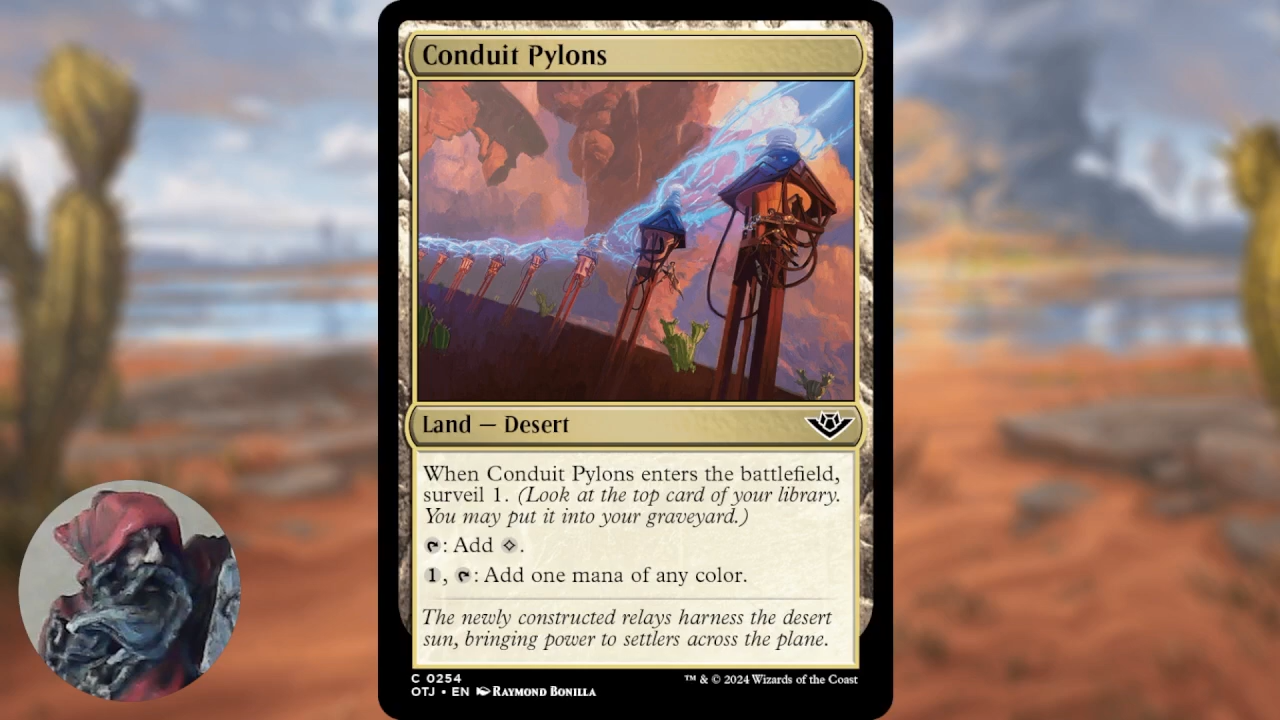 Conduit Pylons
Land — Desert
When Conduit Pylons enters the battlefield,
surveil 1. (Look at the top card of your library.
You may put it into your graveyard.)
: Add .
1, : Add one mana of any color.
The newly constructed relays harness the desert
sun, bringing power to settlers across the plane.
C 0254
OTJ • EN RAYMOND BONILLA
™ & © 2024 Wizards of the Coast